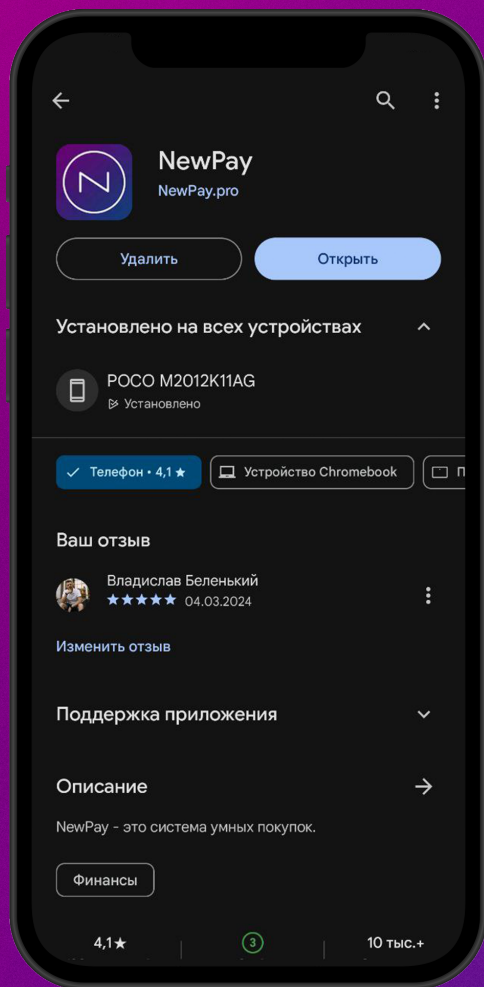 NewPay
NewPay.pro
Удалить
Открыть
Установлено на всех устройствах
POCO M2012K11AG
Установлено
Телефон • 4,1 ★
Устройство Chromebook
П
Ваш отзыв
Владислав Беленький
★★★★★ 04.03.2024
Изменить отзыв
Поддержка приложения
Описание
NewPay - это система умных покупок.
Финансы
4,1★
3
10 тыс.+